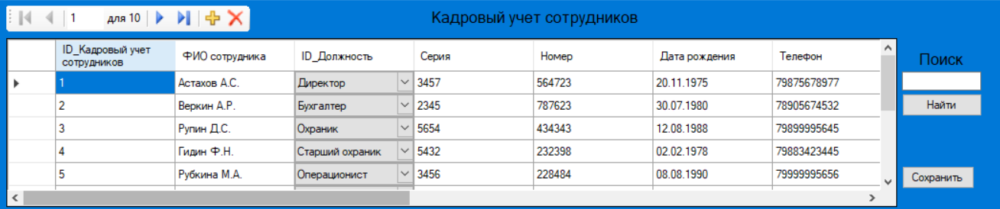 1 для 10 Кадровый учет сотрудников
ID_Кадровый учет сотрудников ФИО сотрудника ID_Должность Серия Номер Дата рождения Телефон
1 Астахов А.С. Директор 3457 564723 20.11.1975 79875678977
2 Веркин А.Р. Бухгалтер 2345 787623 30.07.1980 78905674532
3 Рупин Д.С. Охраник 5654 434343 12.08.1988 79899995645
4 Гидин Ф.Н. Старший охраник 5432 232398 02.02.1978 79883423445
5 Рубкина М.А. Операционист 3456 228484 08.08.1990 79999995656
Поиск
Найти
Сохранить